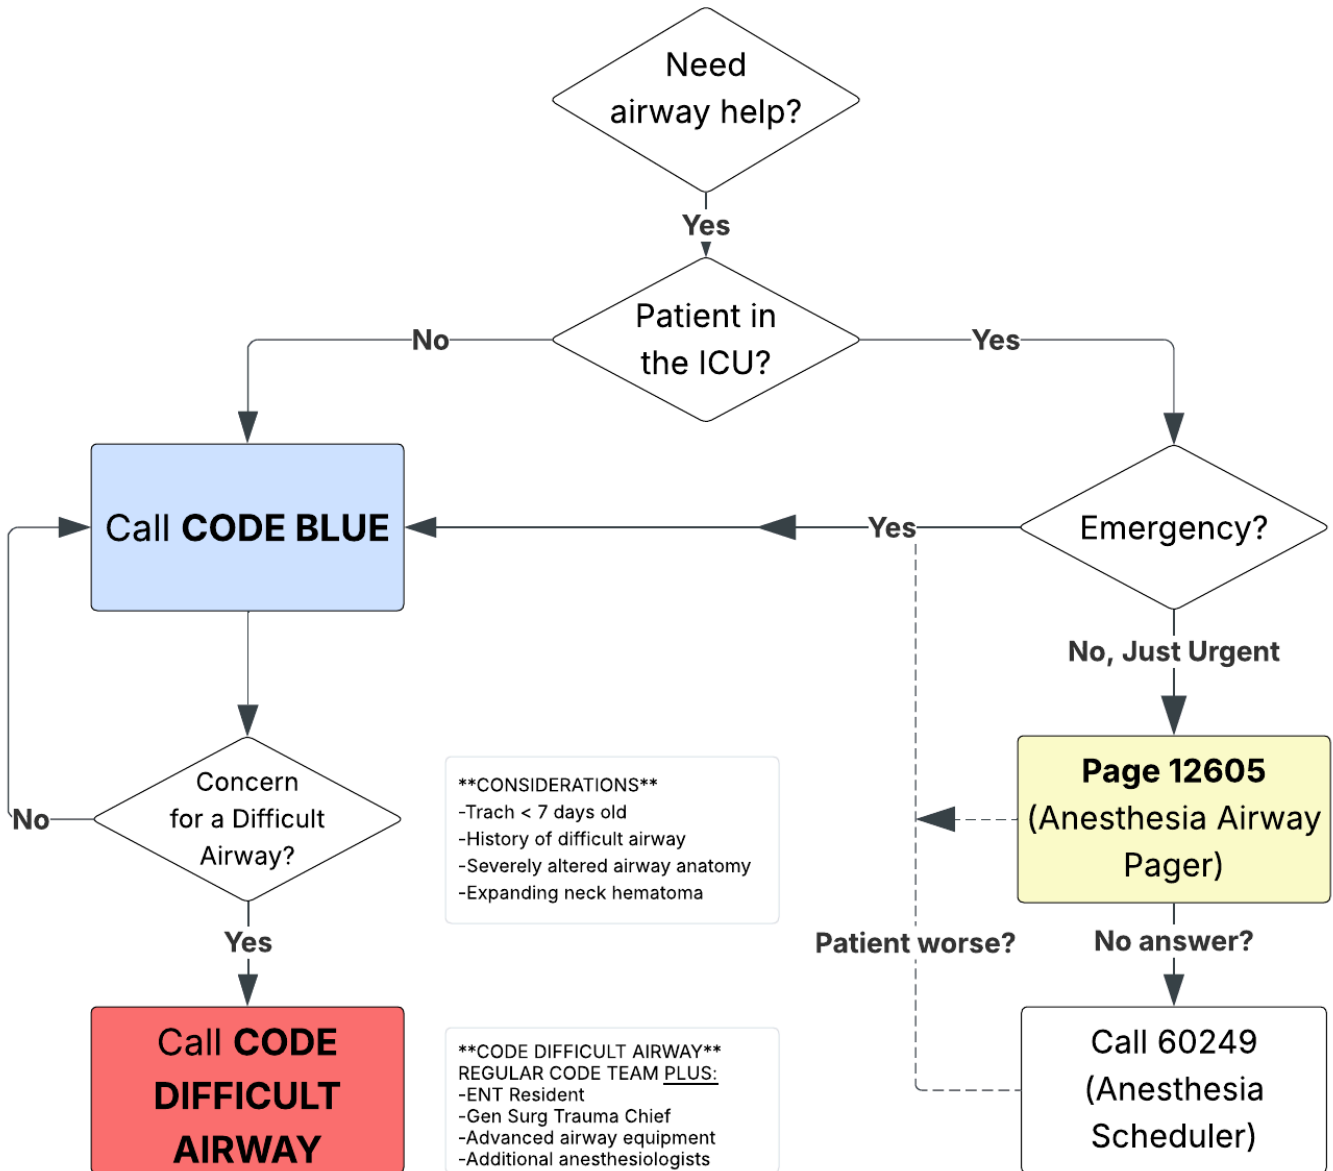 Need
airway help?
Yes
Patient in
the ICU?
No
Yes
Call CODE BLUE
Yes
Emergency?
No, Just Urgent
Concern
for a Difficult
Airway?
No
**CONSIDERATIONS**
-Trach < 7 days old
-History of difficult airway
-Severely altered airway anatomy
-Expanding neck hematoma
Page 12605
(Anesthesia Airway
Pager)
Yes
Patient worse?
No answer?
Call CODE
DIFFICULT
AIRWAY
**CODE DIFFICULT AIRWAY**
REGULAR CODE TEAM PLUS:
-ENT Resident
-Gen Surg Trauma Chief
-Advanced airway equipment
-Additional anesthesiologists
Call 60249
(Anesthesia
Scheduler)